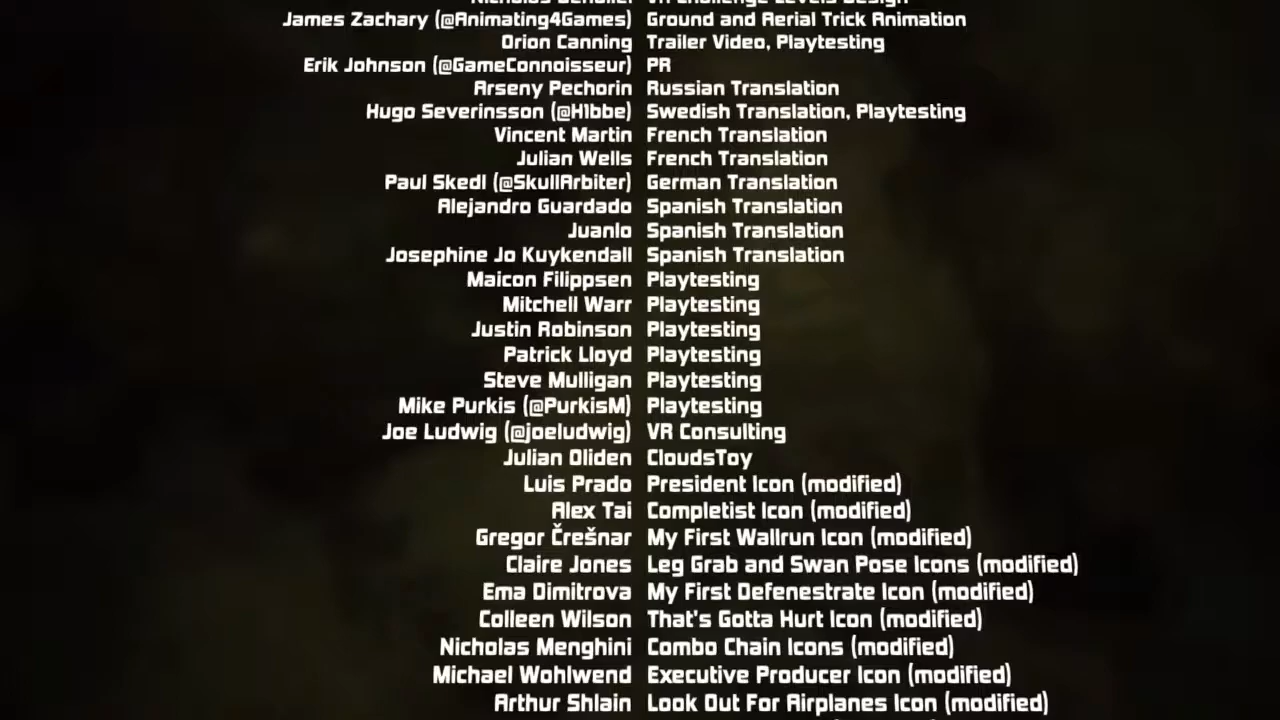 James Zachary (@Animating4Games) Ground and Aerial Trick Animation
Orion Canning Trailer Video, Playtesting
Erik Johnson (@GameConnoisseur) PR
Arseny Pechorin Russian Translation
Hugo Severinsson (@H1bbe) Swedish Translation, Playtesting
Vincent Martin French Translation
Julian Wells French Translation
Paul Skedl (@SkullArbiter) German Translation
Alejandro Guardado Spanish Translation
Juanlo Spanish Translation
Josephine Jo Kuykendall Spanish Translation
Maicon Filippsen Playtesting
Mitchell Warr Playtesting
Justin Robinson Playtesting
Patrick Lloyd Playtesting
Steve Mulligan Playtesting
Mike Purkis (@PurkisM) Playtesting
Joe Ludwig (@joeludwig) VR Consulting
Julian Oliden CloudsToy
Luis Prado President Icon (modified)
Alex Tai Completist Icon (modified)
Gregor Črešnar My First Wallrun Icon (modified)
Claire Jones Leg Grab and Swan Pose Icons (modified)
Ema Dimitrova My First Defenestrate Icon (modified)
Colleen Wilson That's Gotta Hurt Icon (modified)
Nicholas Menghini Combo Chain Icons (modified)
Michael Wohlwend Executive Producer Icon (modified)
Arthur Shlain Look Out For Airplanes Icon (modified)